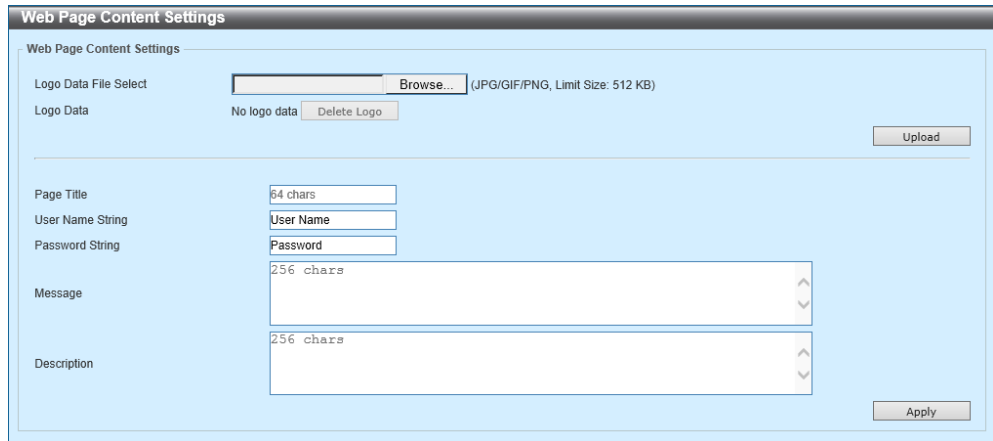 Web Page Content Settings
Web Page Content Settings
Logo Data File Select Browse... (JPG/GIF/PNG, Limit Size: 512 KB)
Logo Data No logo data Delete Logo
Upload
Page Title 64 chars
User Name String User Name
Password String Password
Message 256 chars
Description 256 chars
Apply